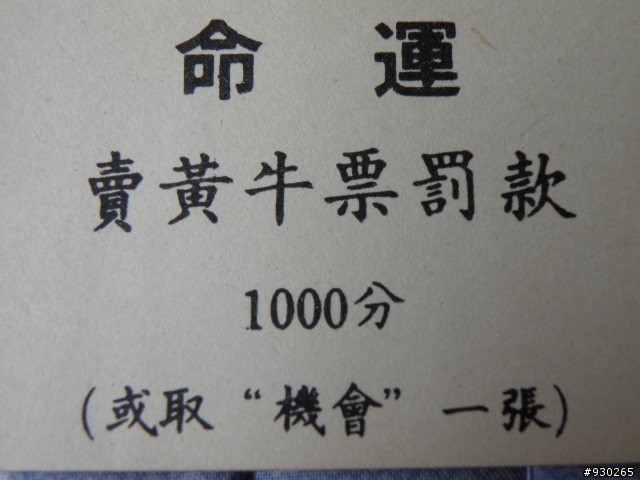 命運
賣黃牛票罰款
1000分
(或取“機會”一張)
#930265